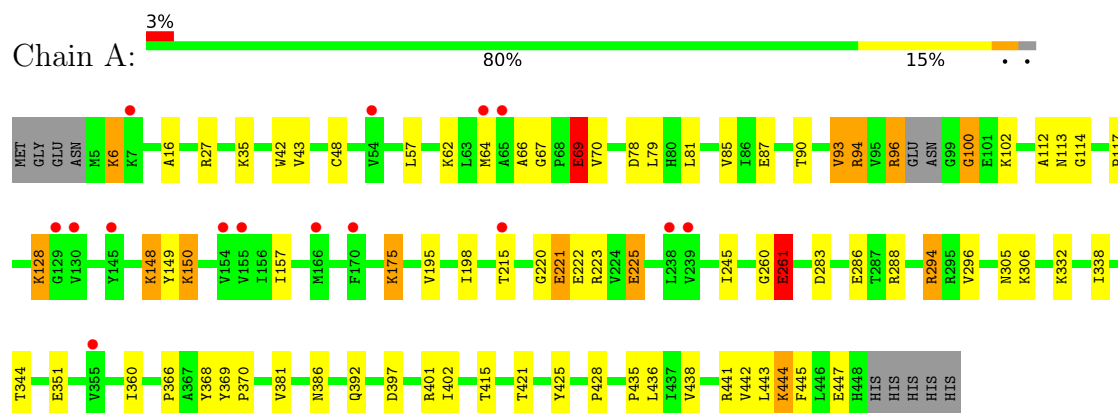 3%
Chain A:
80% 15% • •
MET GLY GLU ASN M5 K6 K7 A16 R27 K35 W42 V43 C48 V54 L57 K62 L63 M64 A65 A66 G67 P68 E69 V70 D78 L79 H80 L81 V85 I86 E87 T90 V93 R94 V95 R96 GLU ASN G99 G100 E101 K102 A112 N113 G114
K128 G129 V130 Y145 K148 Y149 K150 V154 V155 I156 I157 M166 F170 K175 V195 I198 T215 G220 E221 E222 R223 V224 E225 L238 V239 I245 G260 E261 D283 E286 T287 R288 R294 R295 V296 N305 K306 K332 I338
T344 E351 V355 I360 P366 A367 Y368 Y369 P370 V381 N386 Q392 D397 R401 I402 T415 T421 Y425 P428 P435 L436 I437 V438 R441 V442 L443 K444 F445 L446 E447 H448 HIS HIS HIS HIS HIS